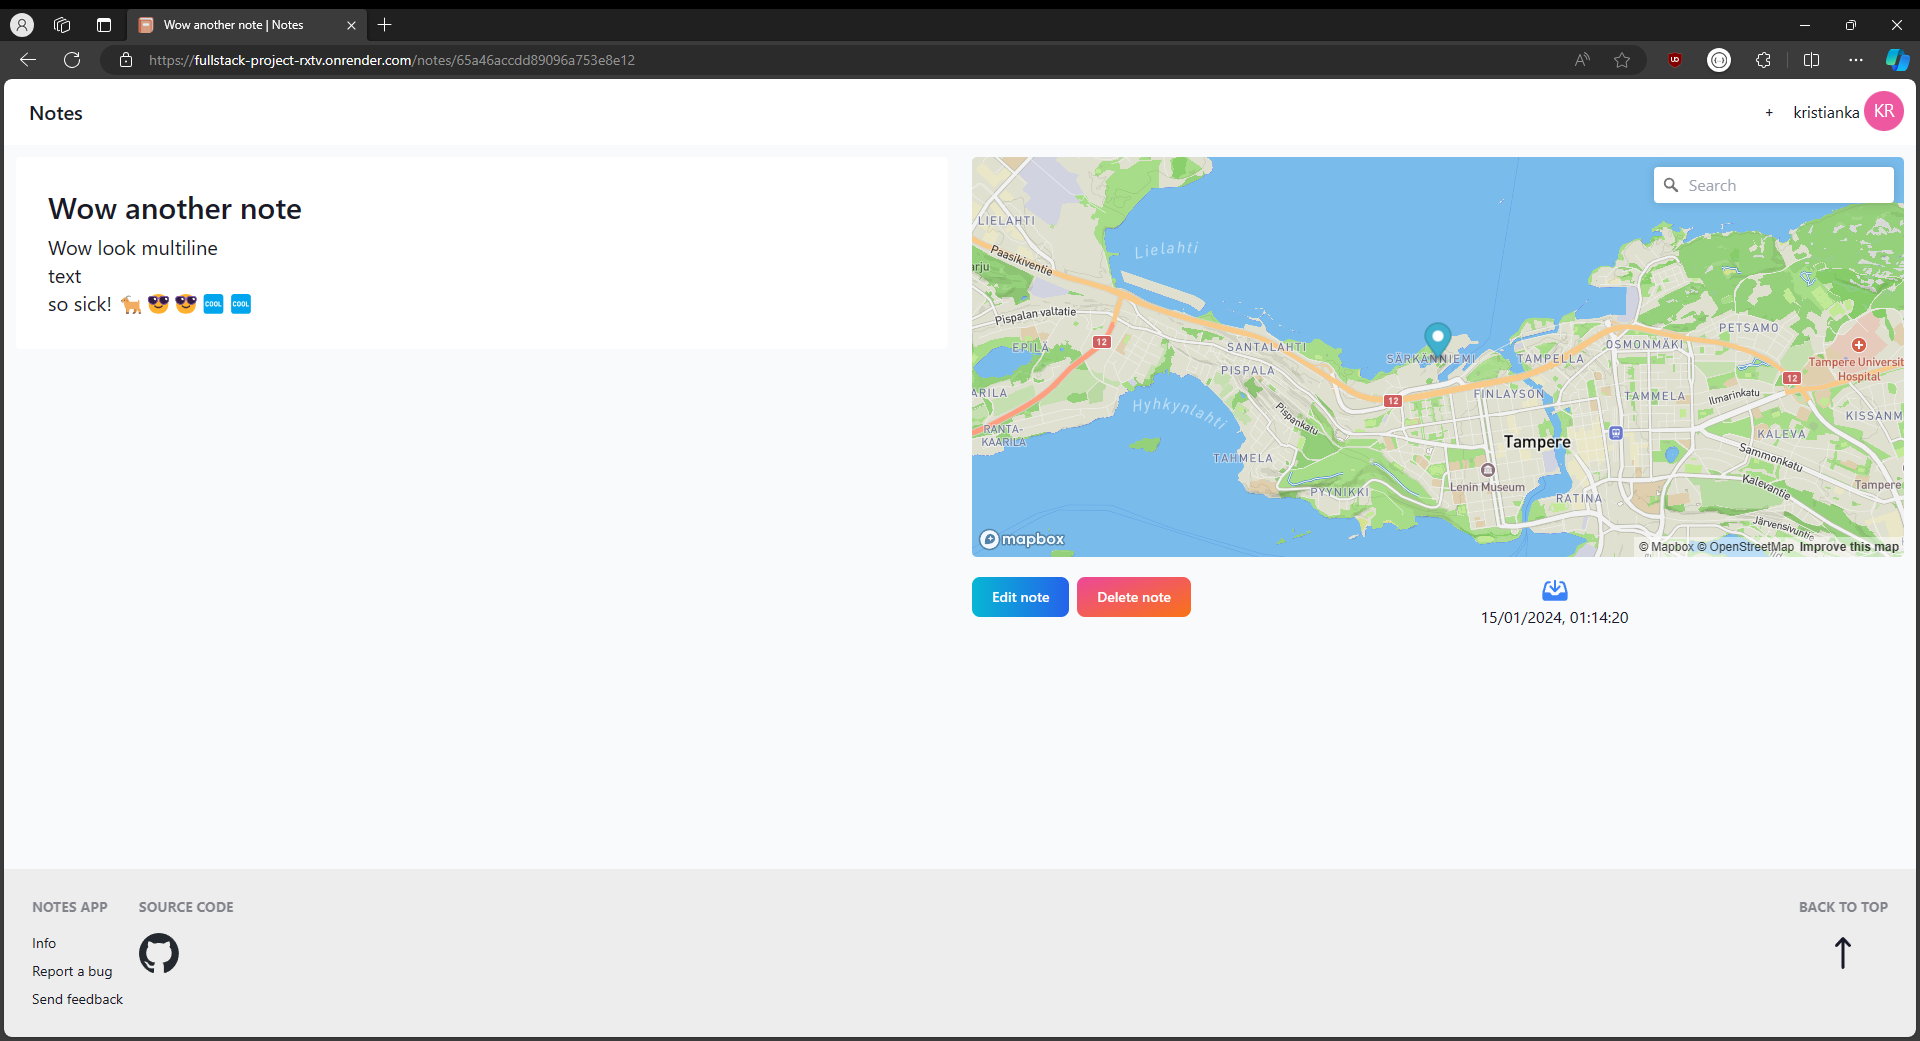 Wow another note | Notes
https://fullstack-project-rxtv.onrender.com/notes/65a46accdd89096a753e8e12
Notes
+ kristianka KR
Wow another note
Wow look multiline
text
so sick! 🐕😎😎🆒🆒
Search
LIELAHTI
Lielahti
Paasikiventie
arju
Pispalan valtatie
EPILÄ
12
SANTALAHTI
PISPALA
SÄRKÄNNIEMI
TAMPELLA
OSMONMÄKI
PETSAMO
Tampere Universit
Hospital
12
12
ARILA
Hyhkynlahti
Pispankatu
FINLAYSON
TAMMELA
Ilmarinkatu
KISSANM
RANTA-
KAARILA
Tampere
KALEVA
Sammonkatu
TAHMELA
Lenin Museum
PYYNIKKI
RATINA
Kalevantie
Tampere
Järvensivuntie
mapbox
© Mapbox © OpenStreetMap Improve this map
Edit note Delete note
15/01/2024, 01:14:20
NOTES APP
Info
Report a bug
Send feedback
SOURCE CODE
BACK TO TOP